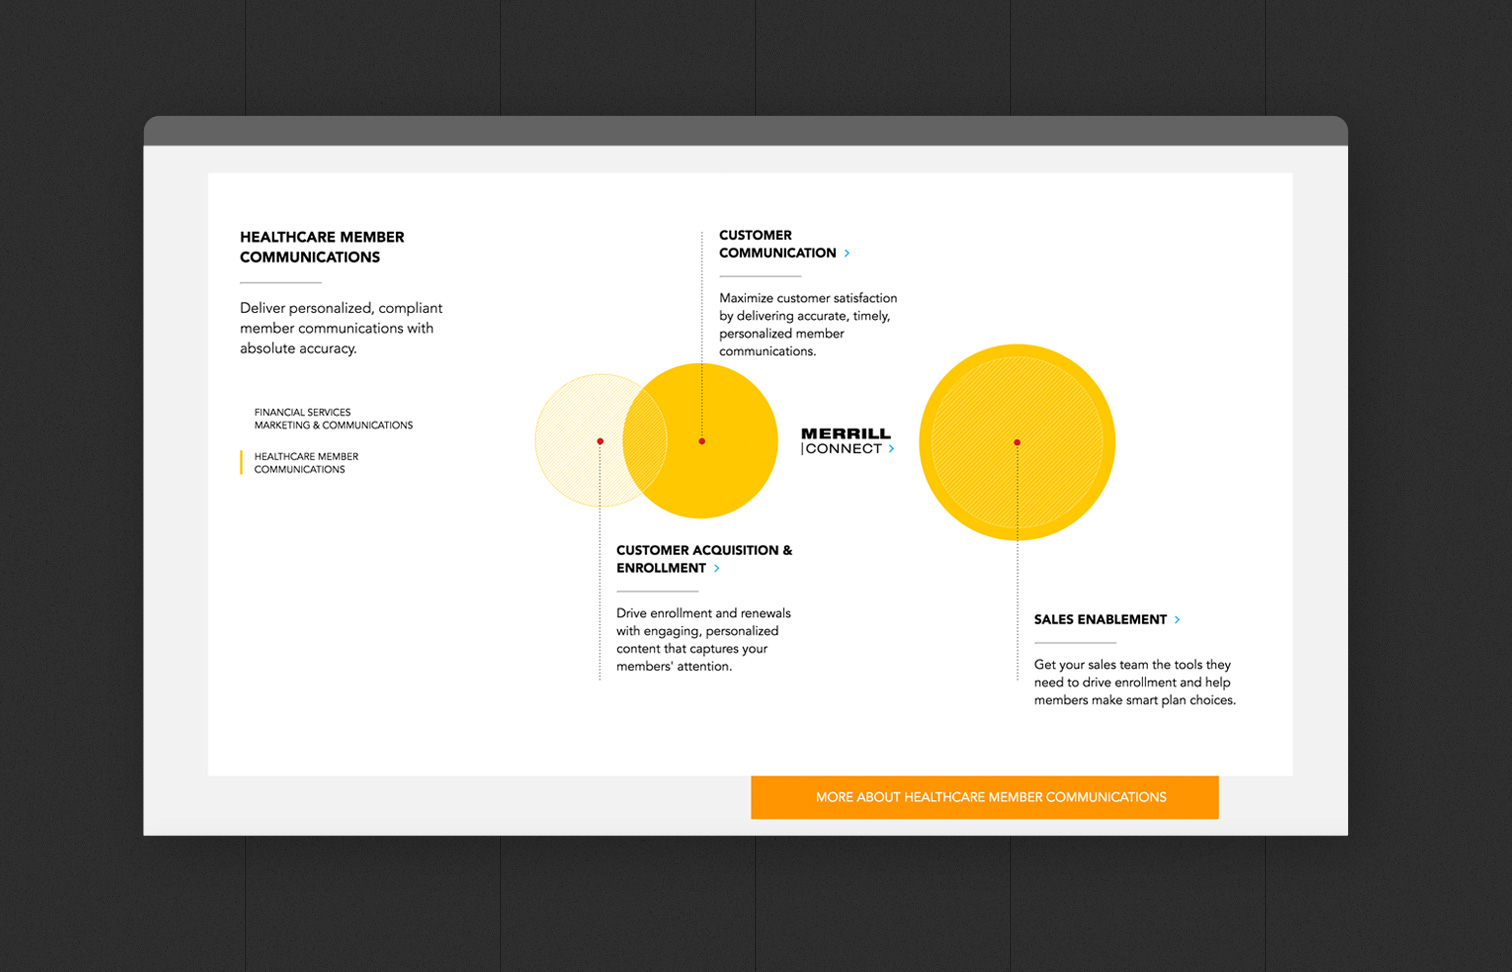 HEALTHCARE MEMBER
COMMUNICATIONS
Deliver personalized, compliant
member communications with
absolute accuracy.
FINANCIAL SERVICES
MARKETING & COMMUNICATIONS
HEALTHCARE MEMBER
COMMUNICATIONS
CUSTOMER
COMMUNICATION >
Maximize customer satisfaction
by delivering accurate, timely,
personalized member
communications.
MERRILL
|CONNECT >
CUSTOMER ACQUISITION &
ENROLLMENT >
Drive enrollment and renewals
with engaging, personalized
content that captures your
members' attention.
SALES ENABLEMENT >
Get your sales team the tools they
need to drive enrollment and help
members make smart plan choices.
MORE ABOUT HEALTHCARE MEMBER COMMUNICATIONS